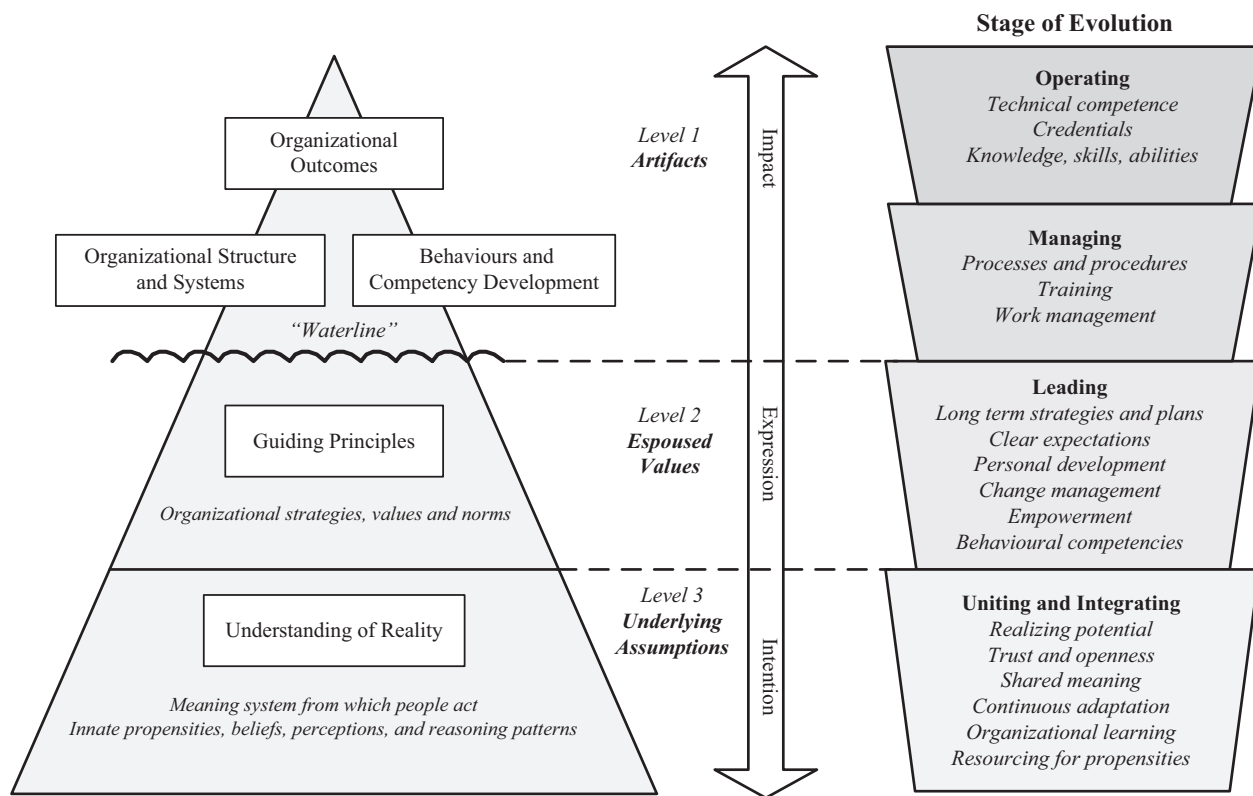 Stage of Evolution
Organizational
Outcomes
Organizational Structure
and Systems
Behaviours and
Competency Development
“Waterline”
Guiding Principles
Organizational strategies, values and norms
Understanding of Reality
Meaning system from which people act
Innate propensities, beliefs, perceptions, and reasoning patterns
Level 1
Artifacts
Level 2
Espoused
Values
Level 3
Underlying
Assumptions
Impact
Expression
Intention
Operating
Technical competence
Credentials
Knowledge, skills, abilities
Managing
Processes and procedures
Training
Work management
Leading
Long term strategies and plans
Clear expectations
Personal development
Change management
Empowerment
Behavioural competencies
Uniting and Integrating
Realizing potential
Trust and openness
Shared meaning
Continuous adaptation
Organizational learning
Resourcing for propensities